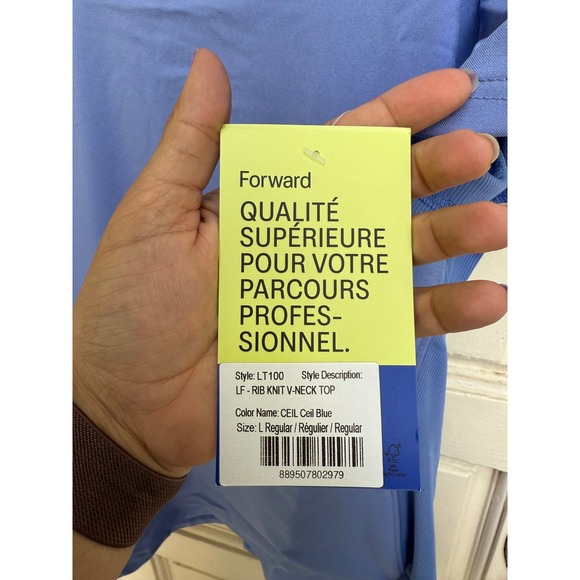 Forward
QUALITÉ
SUPÉRIEURE
POUR VOTRE
PARCOURS
PROFES-
SIONNEL.
Style: LT100 Style Description:
LF - RIB KNIT V-NECK TOP
Color Name: CEIL Ceil Blue
Size: L Regular / Régulier / Regular
889507802979